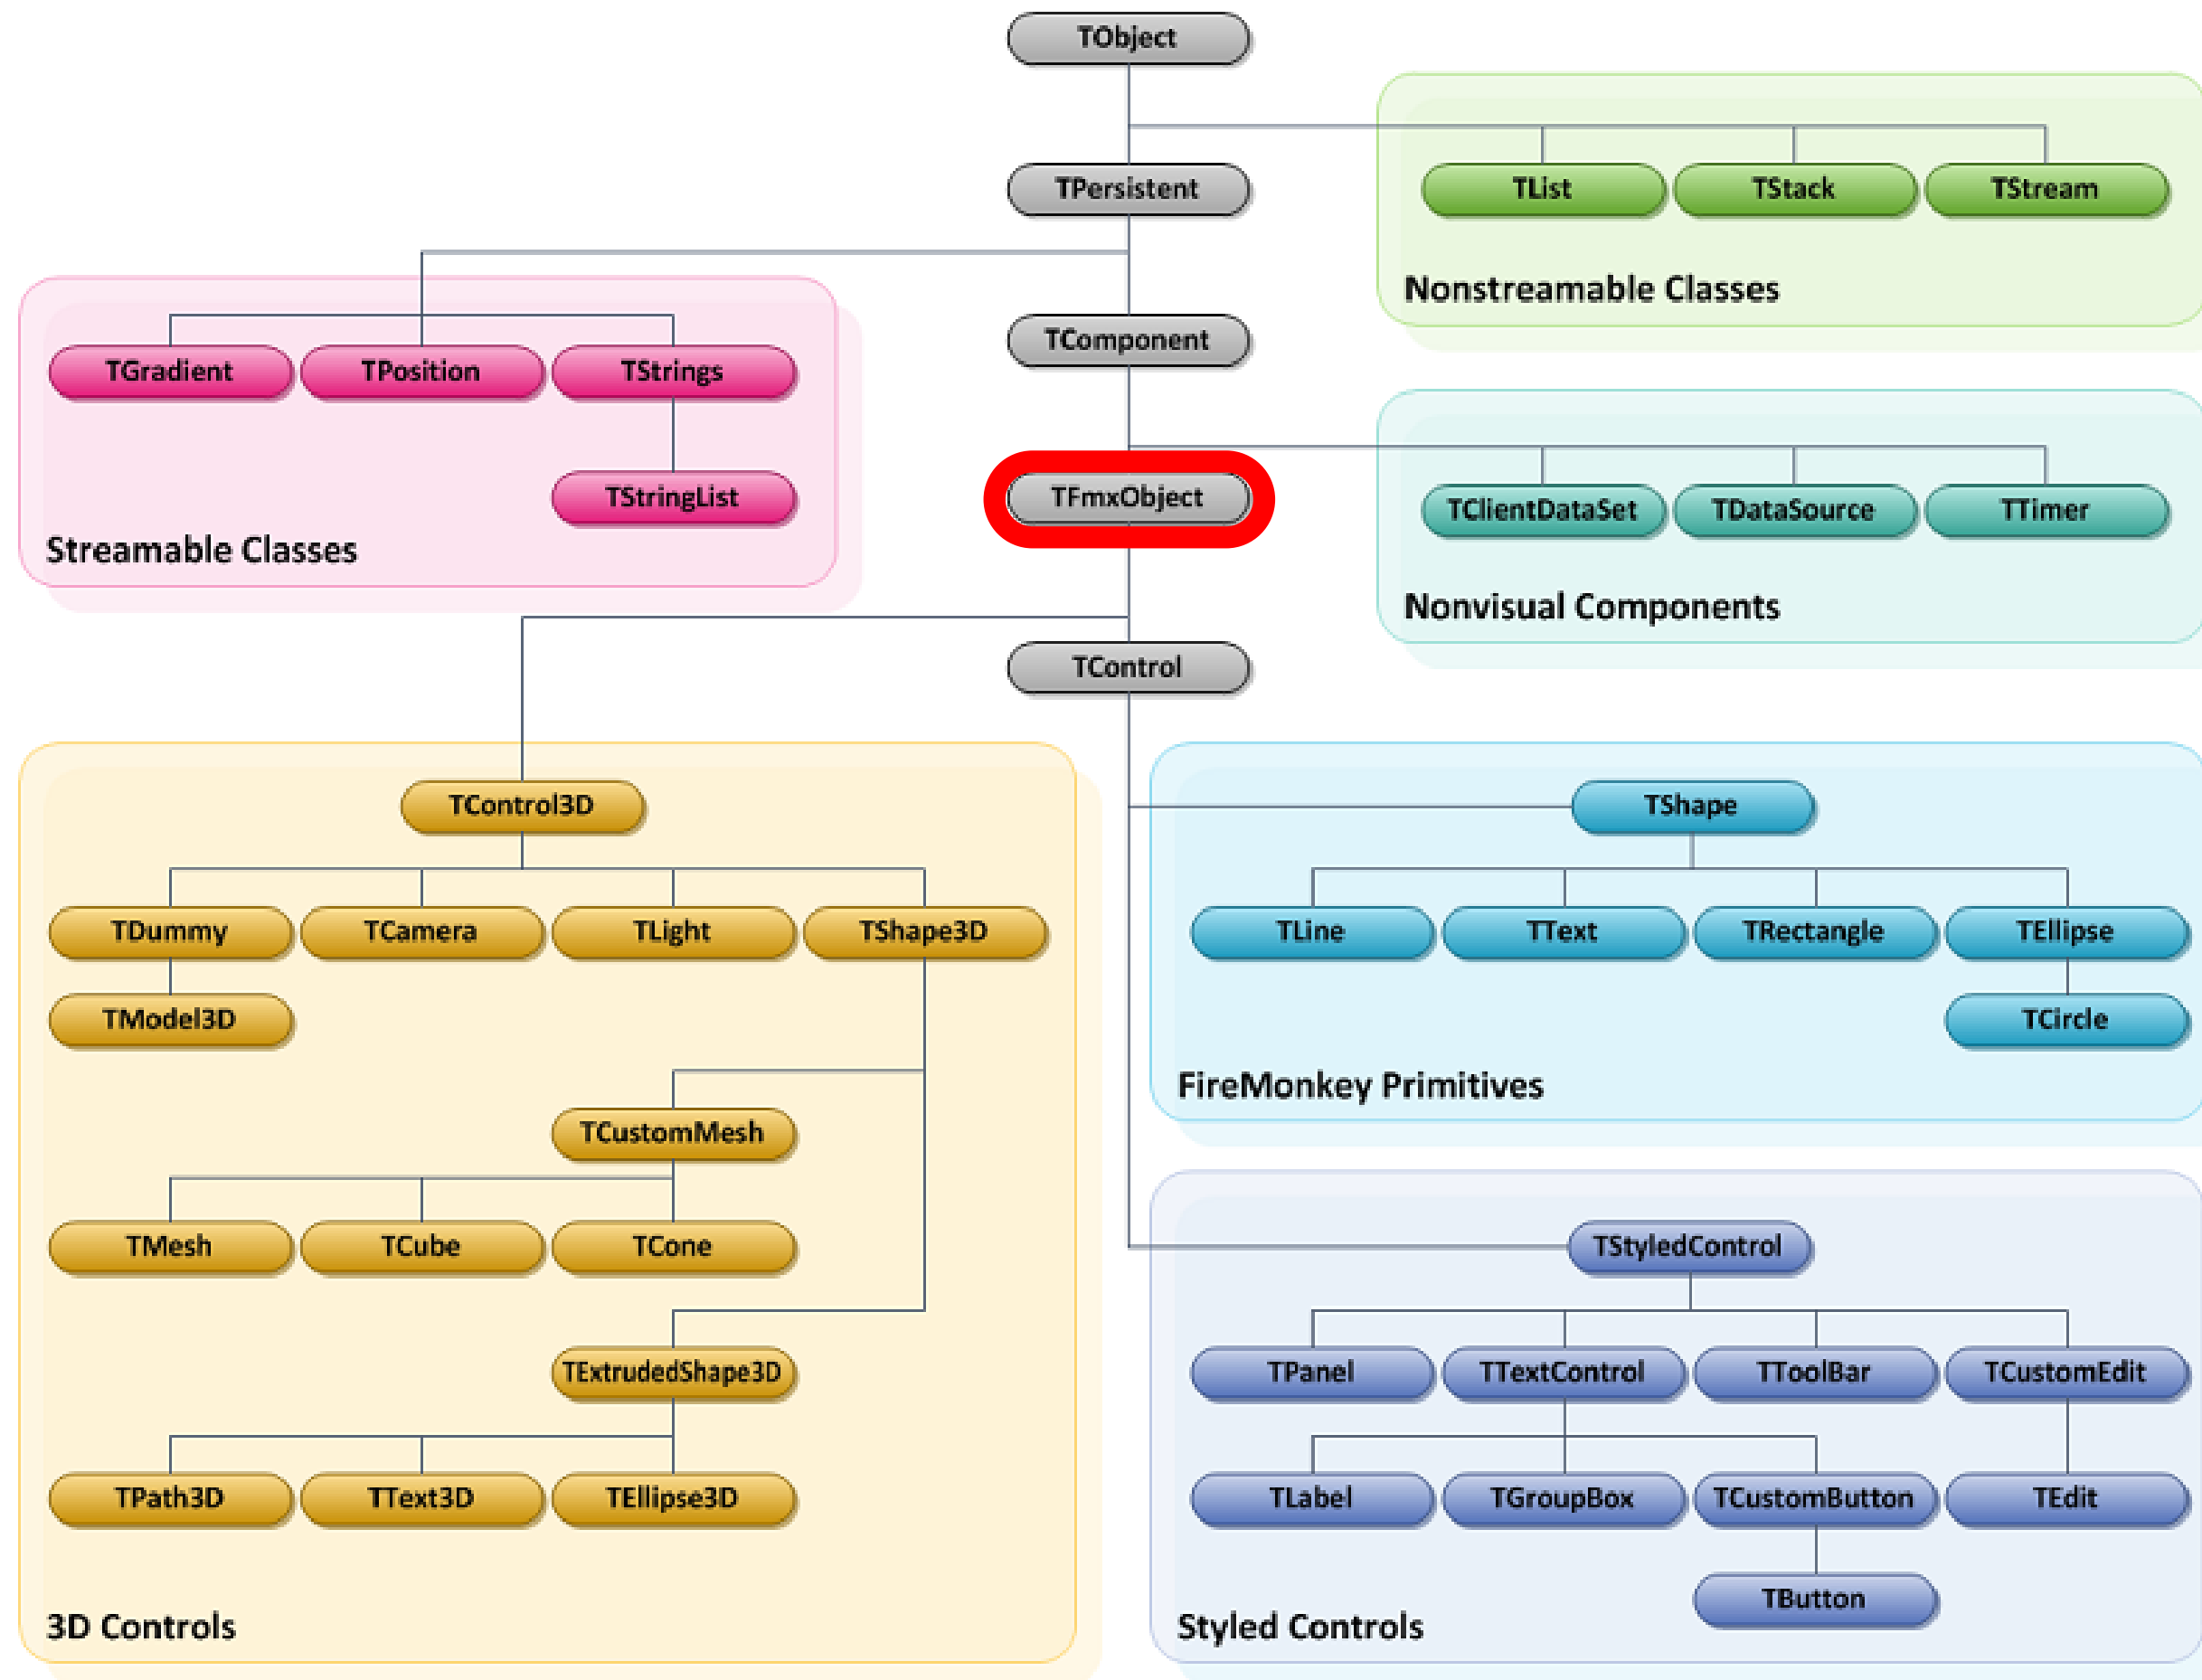 TObject
TPersistent
TList
TStack
TStream
Nonstreamable Classes
TComponent
TGradient
TPosition
TStrings
TStringList
Streamable Classes
TFmxObject
TClientDataSet
TDataSource
TTimer
Nonvisual Components
TControl
TControl3D
TDummy
TCamera
TLight
TShape3D
TModel3D
TCustomMesh
TMesh
TCube
TCone
TExtrudedShape3D
TPath3D
TText3D
TEllipse3D
3D Controls
TShape
TLine
TText
TRectangle
TEllipse
TCircle
FireMonkey Primitives
TStyledControl
TPanel
TTextControl
TToolBar
TCustomEdit
TLabel
TGroupBox
TCustomButton
TEdit
TButton
Styled Controls